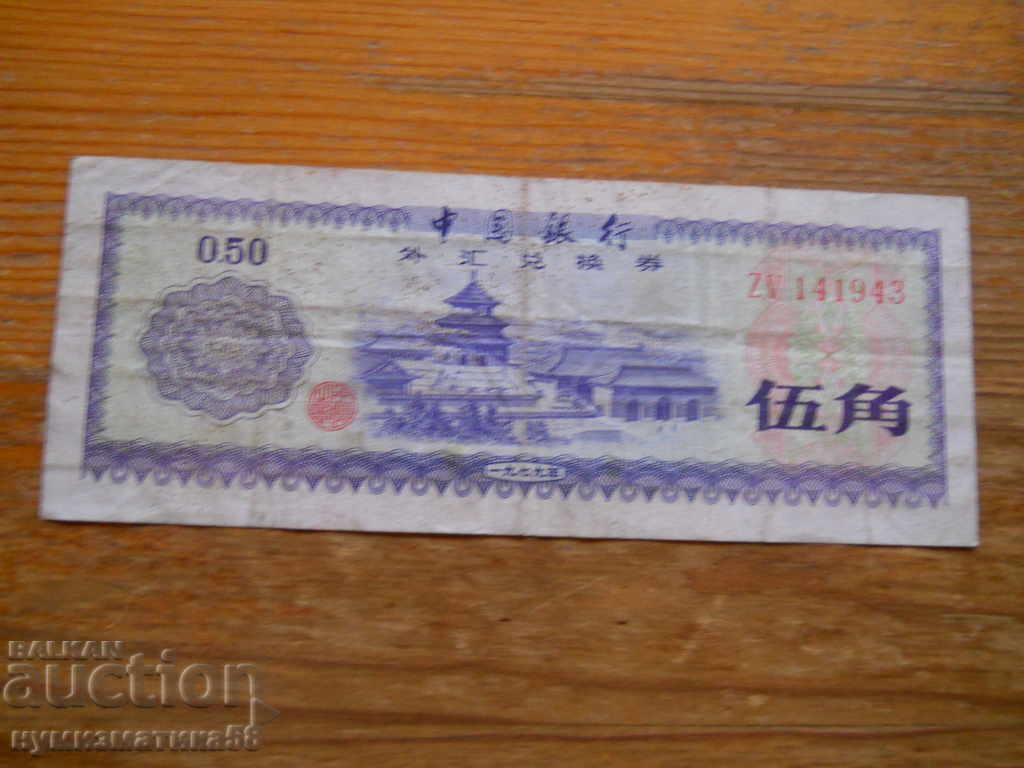 中国银行
外汇兑换券
0.50
ZV 141943
伍角
一九七九年
BALKAN
auction.
нумизматика58